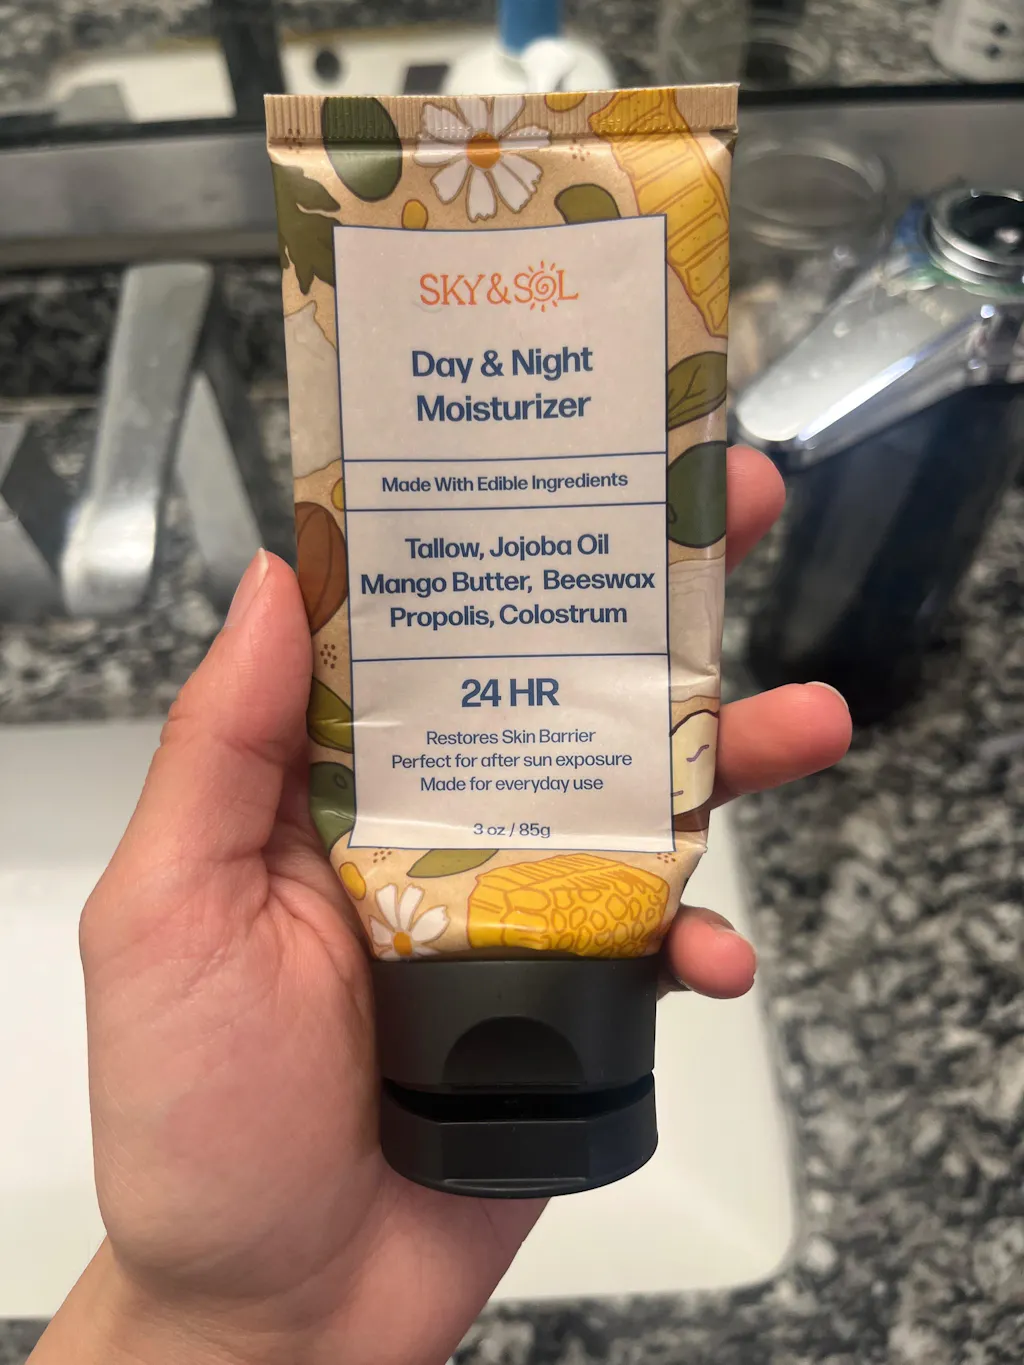 SKY&SOL
Day & Night
Moisturizer
Made With Edible Ingredients
Tallow, Jojoba Oil
Mango Butter, Beeswax
Propolis, Colostrum
24 HR
Restores Skin Barrier
Perfect for after sun exposure
Made for everyday use
3 oz / 85g